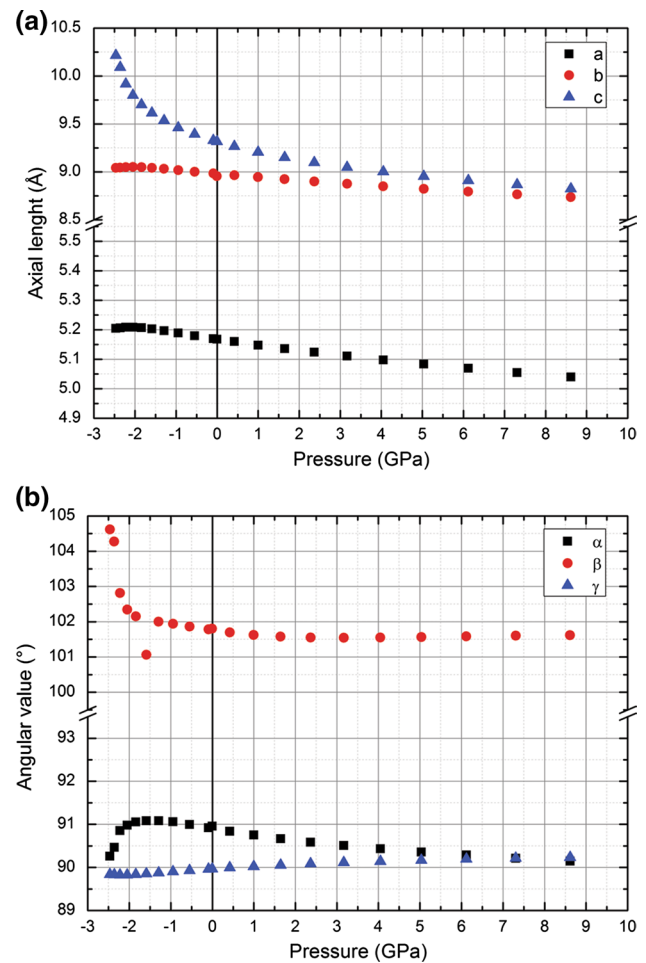 (a)
10.5
10.0
9.5
9.0
8.5
5.5
5.4
5.3
5.2
5.1
5.0
4.9
Axial lenght (Å)
a
b
c
-3 -2 -1 0 1 2 3 4 5 6 7 8 9 10
Pressure (GPa)
(b)
105
104
103
102
101
100
93
92
91
90
89
Angular value (°)
α
β
γ
-3 -2 -1 0 1 2 3 4 5 6 7 8 9 10
Pressure (GPa)